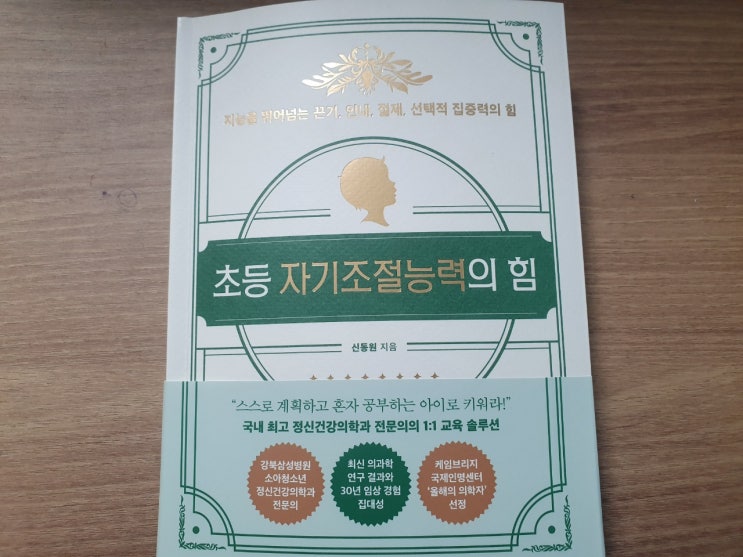 지능을 뛰어넘는 끈기, 인내, 절제, 선택적 집중력의 힘
초등 자기조절능력의 힘
신동원 지음
“스스로 계획하고 혼자 공부하는 아이로 키워라!”
국내 최고 정신건강의학과 전문의의 1:1 교육 솔루션
강북삼성병원
소아청소년
정신건강의학과
전문의
최신 의과학
연구 결과와
30년 임상 경험
집대성
케임브리지
국제인명센터
‘올해의 의학자’
선정